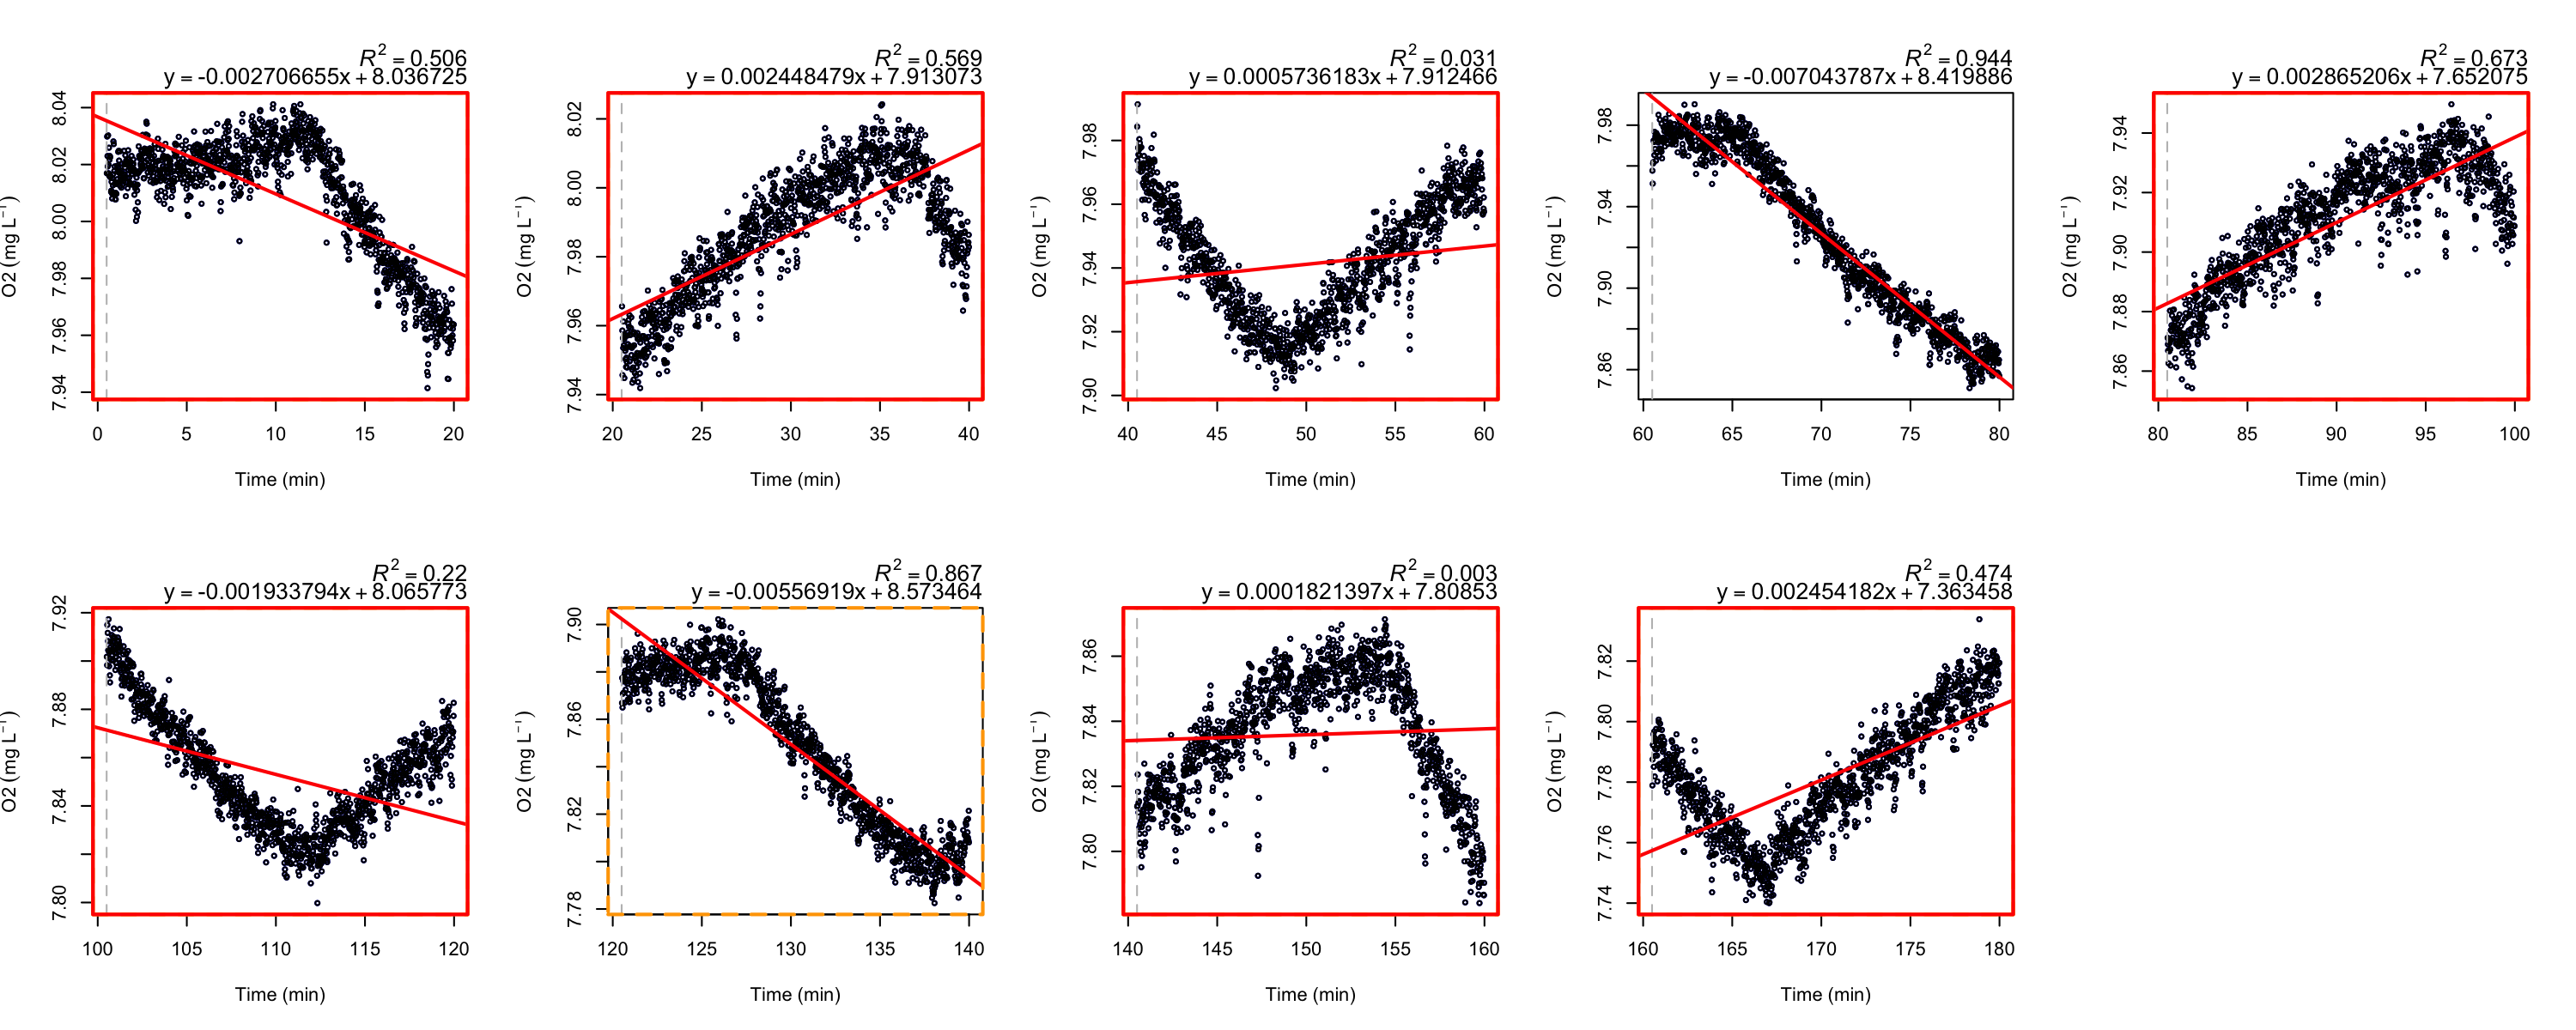 R² = 0.506
y = -0.002706655x + 8.036725
O2 (mg L⁻¹)
8.04
8.02
8.00
7.98
7.96
7.94
0 5 10 15 20
Time (min)
R² = 0.569
y = 0.002448479x + 7.913073
O2 (mg L⁻¹)
8.02
8.00
7.98
7.96
7.94
20 25 30 35 40
Time (min)
R² = 0.031
y = 0.0005736183x + 7.912466
O2 (mg L⁻¹)
7.98
7.96
7.94
7.92
7.90
40 45 50 55 60
Time (min)
R² = 0.944
y = -0.007043787x + 8.419886
O2 (mg L⁻¹)
7.98
7.94
7.90
7.86
60 65 70 75 80
Time (min)
R² = 0.673
y = 0.002865206x + 7.652075
O2 (mg L⁻¹)
7.94
7.92
7.90
7.88
7.86
80 85 90 95 100
Time (min)
R² = 0.22
y = -0.001933794x + 8.065773
O2 (mg L⁻¹)
7.92
7.88
7.84
7.80
100 105 110 115 120
Time (min)
R² = 0.867
y = -0.00556919x + 8.573464
O2 (mg L⁻¹)
7.90
7.86
7.82
7.78
120 125 130 135 140
Time (min)
R² = 0.003
y = 0.0001821397x + 7.80853
O2 (mg L⁻¹)
7.86
7.84
7.82
7.80
140 145 150 155 160
Time (min)
R² = 0.474
y = 0.002454182x + 7.363458
O2 (mg L⁻¹)
7.82
7.80
7.78
7.76
7.74
160 165 170 175 180
Time (min)